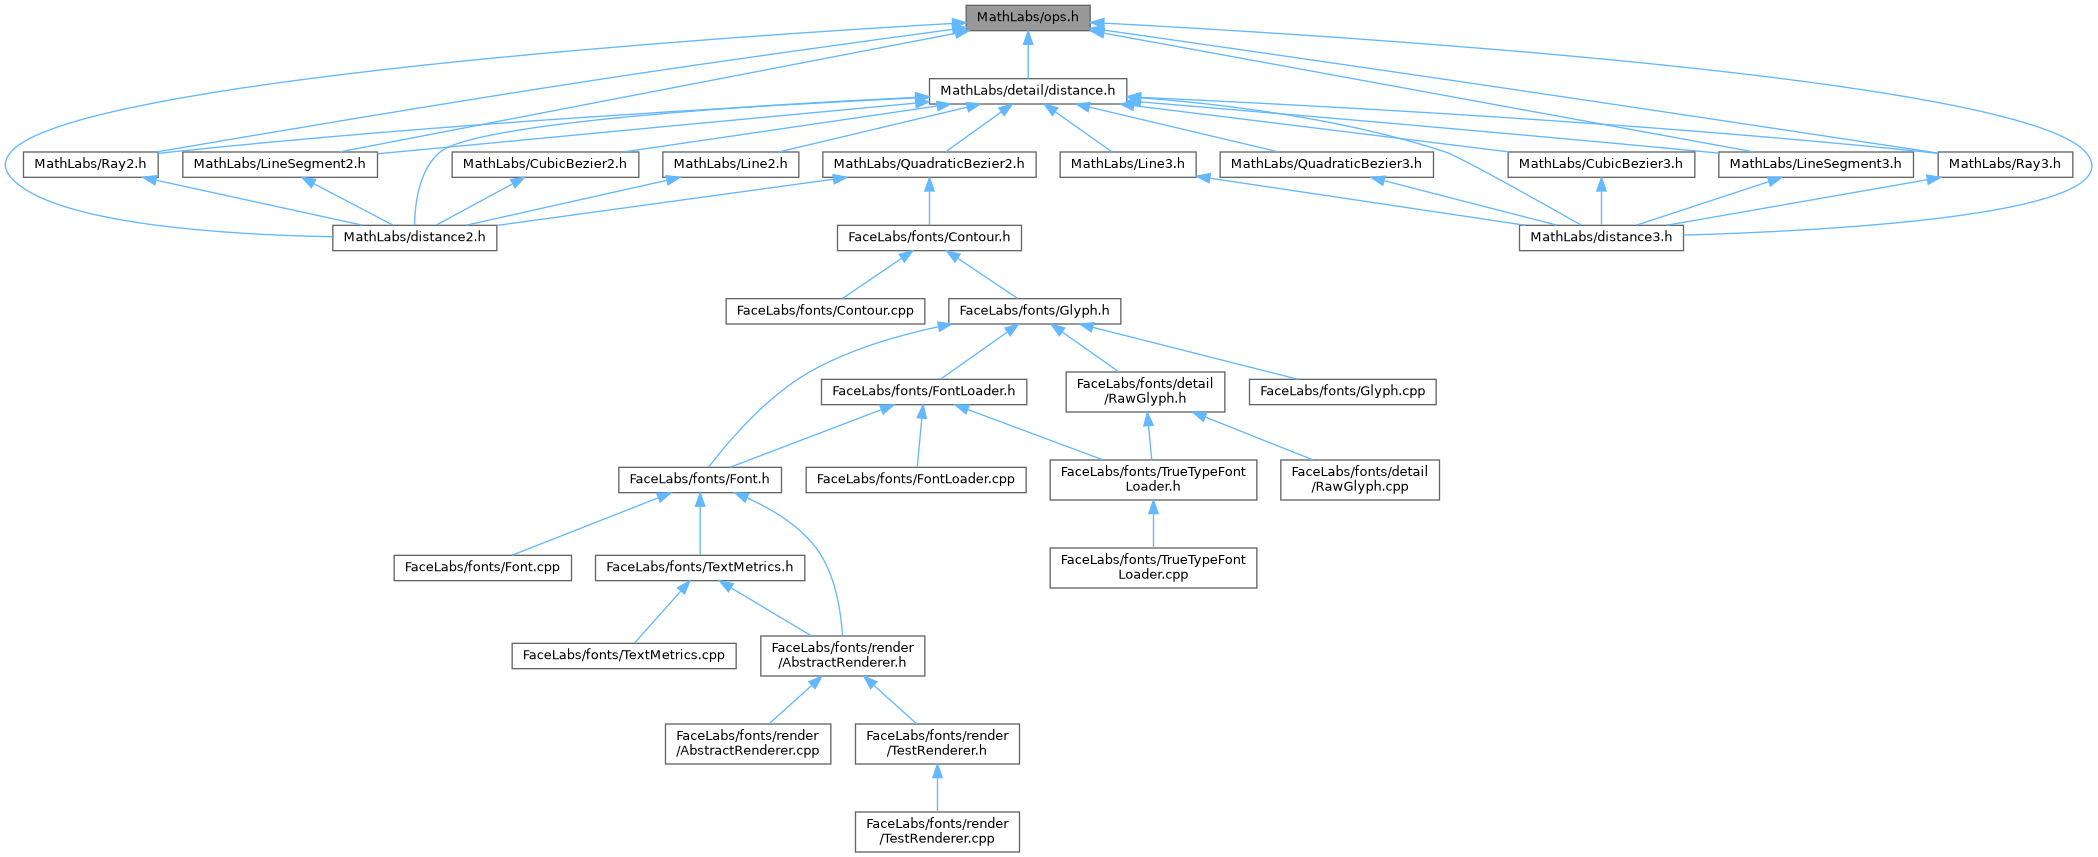 MathLabs/ops.h
MathLabs/detail/distance.h
MathLabs/Ray2.h
MathLabs/LineSegment2.h
MathLabs/CubicBezier2.h
MathLabs/Line2.h
MathLabs/QuadraticBezier2.h
MathLabs/Line3.h
MathLabs/QuadraticBezier3.h
MathLabs/CubicBezier3.h
MathLabs/LineSegment3.h
MathLabs/Ray3.h
MathLabs/distance2.h
FaceLabs/fonts/Contour.h
MathLabs/distance3.h
FaceLabs/fonts/Contour.cpp
FaceLabs/fonts/Glyph.h
FaceLabs/fonts/FontLoader.h
FaceLabs/fonts/detail
/RawGlyph.h
FaceLabs/fonts/Glyph.cpp
FaceLabs/fonts/Font.h
FaceLabs/fonts/FontLoader.cpp
FaceLabs/fonts/TrueTypeFont
Loader.h
FaceLabs/fonts/detail
/RawGlyph.cpp
FaceLabs/fonts/Font.cpp
FaceLabs/fonts/TextMetrics.h
FaceLabs/fonts/TrueTypeFont
Loader.cpp
FaceLabs/fonts/TextMetrics.cpp
FaceLabs/fonts/render
/AbstractRenderer.h
FaceLabs/fonts/render
/AbstractRenderer.cpp
FaceLabs/fonts/render
/TestRenderer.h
FaceLabs/fonts/render
/TestRenderer.cpp